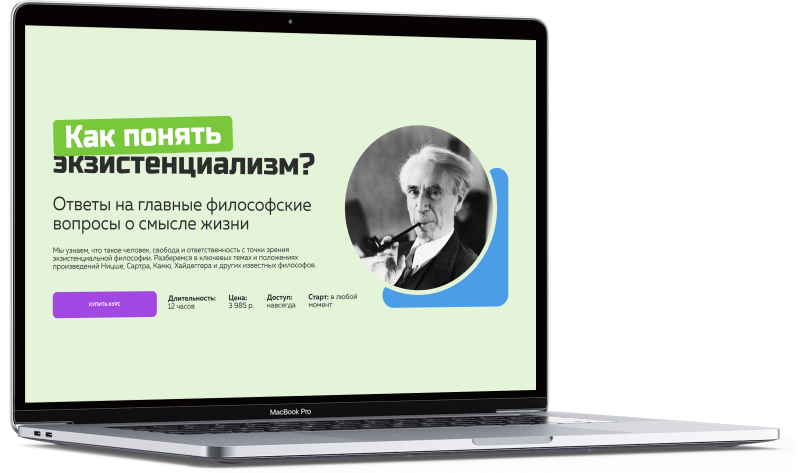 Как понять
экзистенциализм?
Ответы на главные философские
вопросы о смысле жизни
Мы узнаем, что такое человек, свобода и ответственность с точки зрения
экзистенциальной философии. Разберемся в ключевых темах и положениях
произведений Ницше, Сартра, Камю, Хайдеггера и других известных философов.
КУПИТЬ КУРС
Длительность:
12 часов
Цена:
3 985 р.
Доступ:
навсегда
Старт: в любой
момент
MacBook Pro